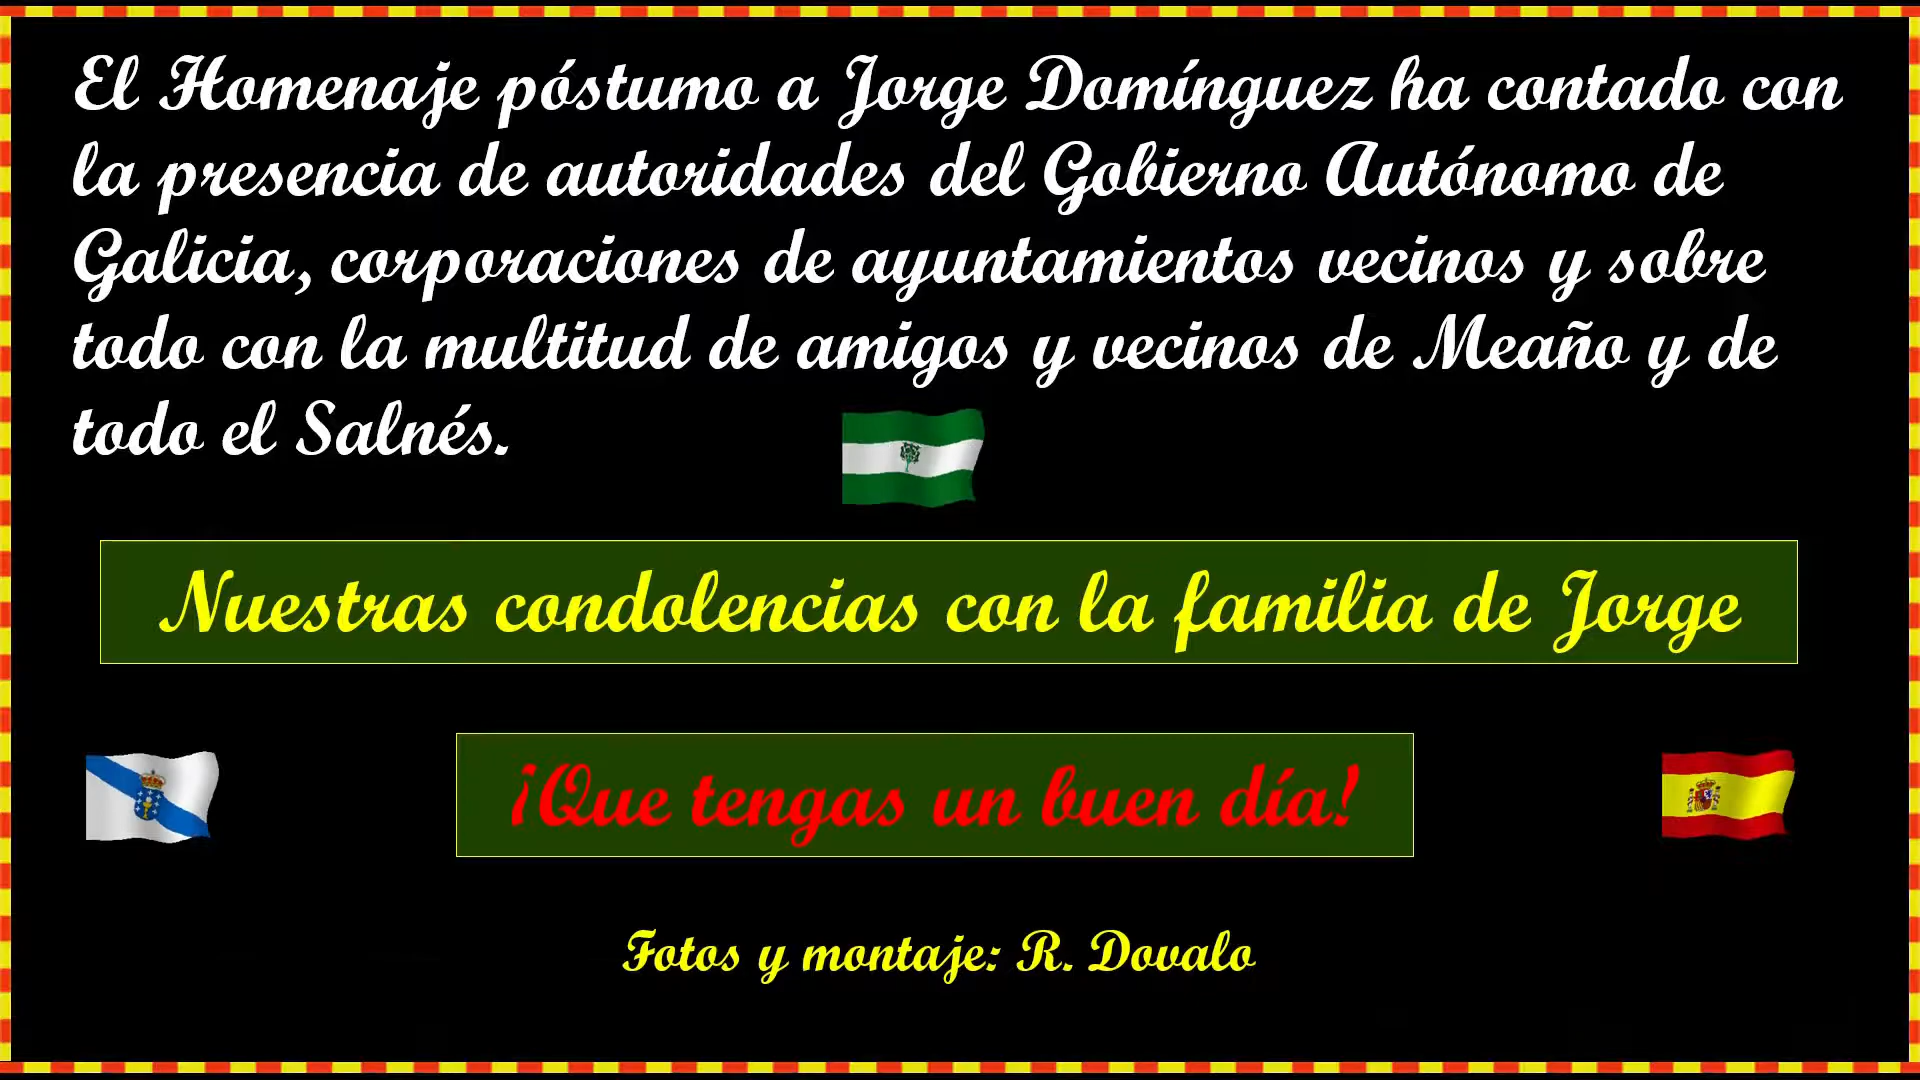 El Homenaje póstumo a Jorge Domínguez ha contado con
la presencia de autoridades del Gobierno Autónomo de
Galicia, corporaciones de ayuntamientos vecinos y sobre
todo con la multitud de amigos y vecinos de Meaño y de
todo el Salnés.
Nuestras condolencias con la familia de Jorge
¡Que tengas un buen día!
Fotos y montaje: R. Dovalo